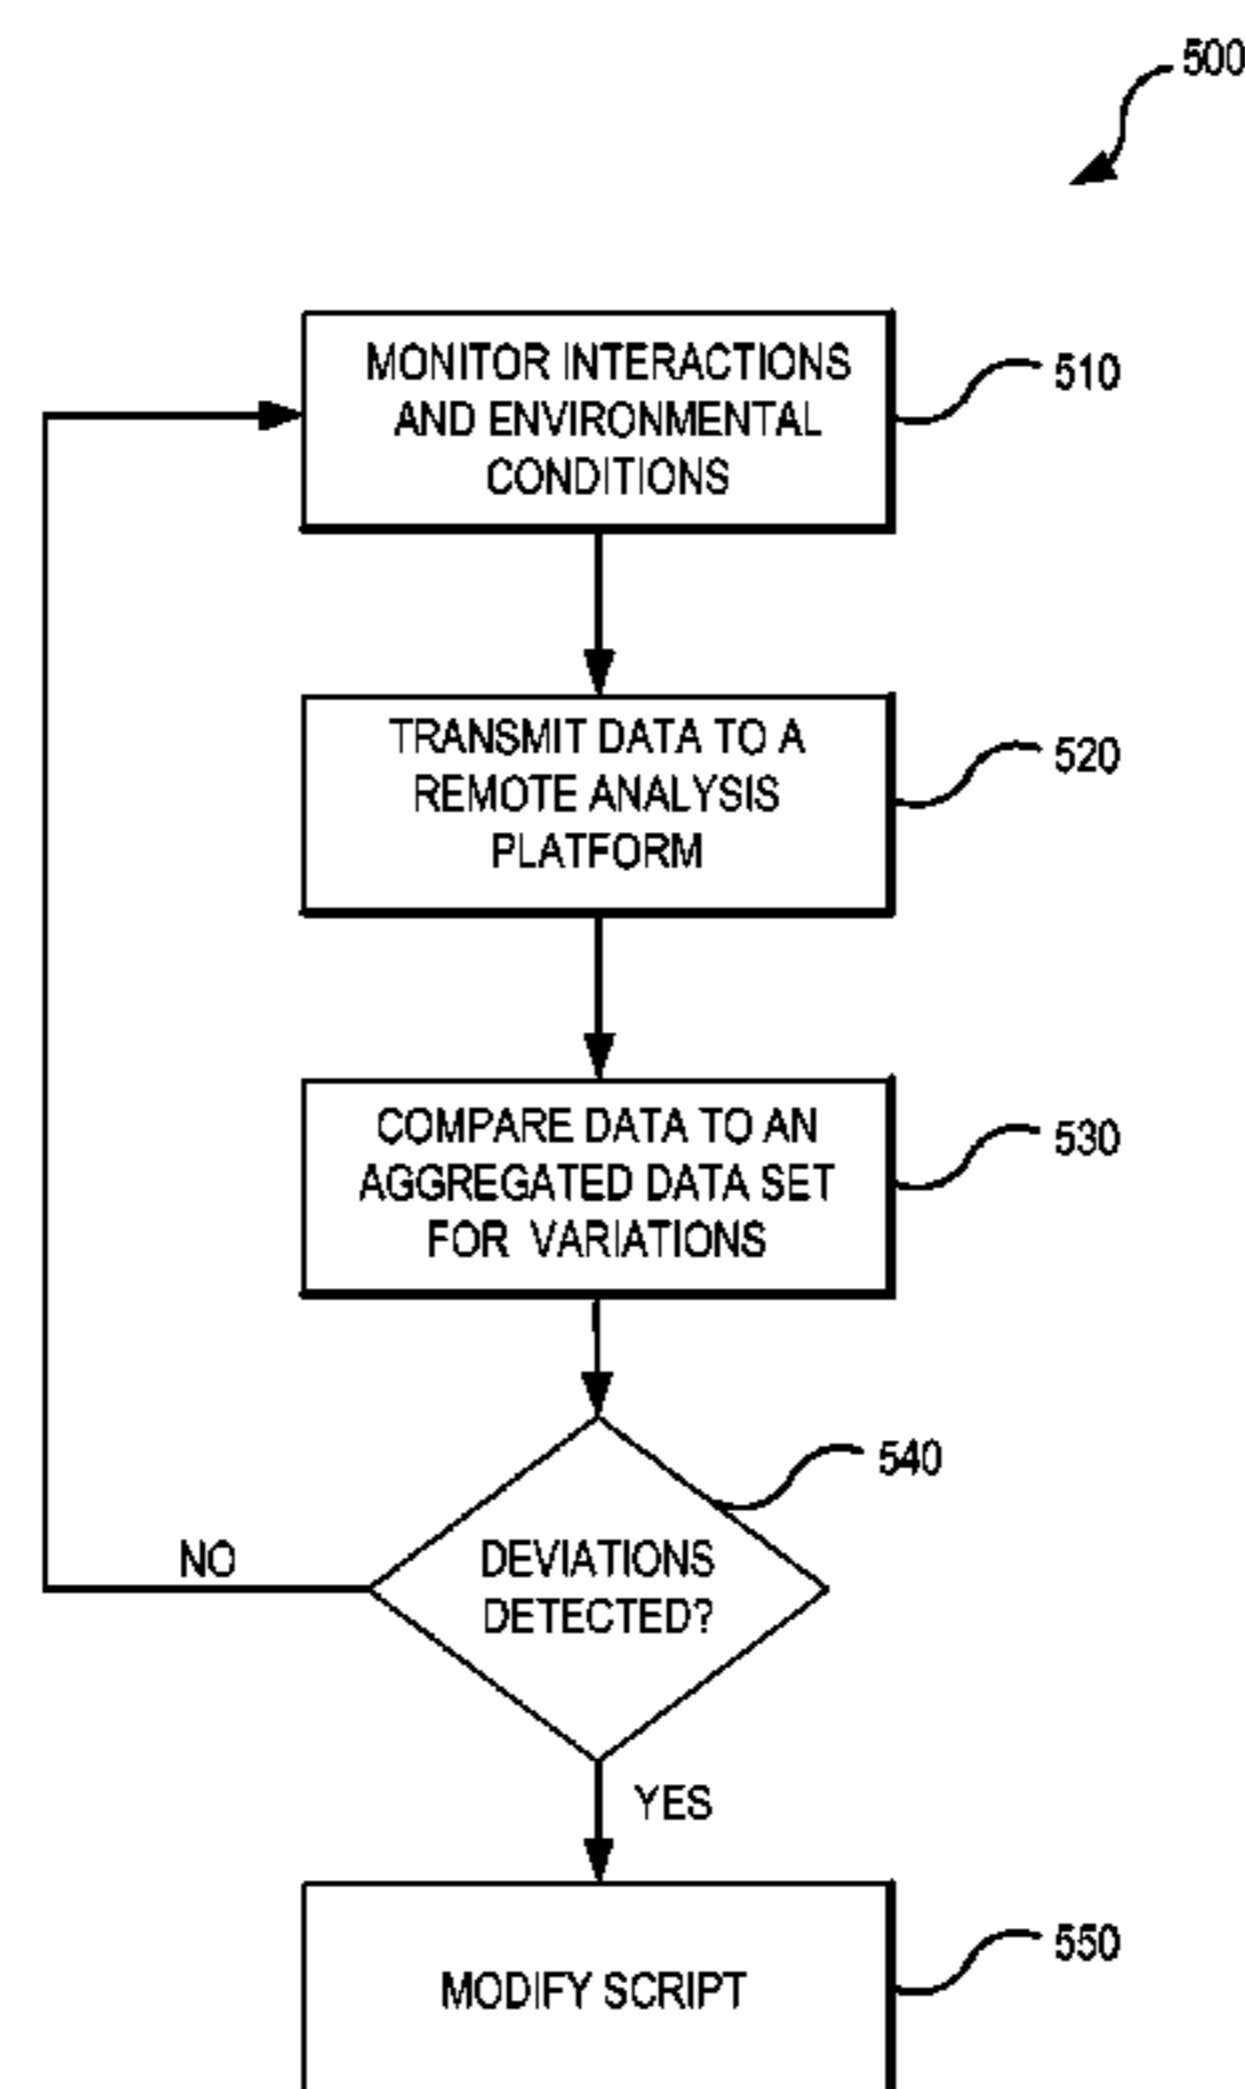 500
MONITOR INTERACTIONS
AND ENVIRONMENTAL
CONDITIONS
510
TRANSMIT DATA TO A
REMOTE ANALYSIS
PLATFORM
520
COMPARE DATA TO AN
AGGREGATED DATA SET
FOR VARIATIONS
530
540
DEVIATIONS
DETECTED?
NO
YES
MODIFY SCRIPT
550